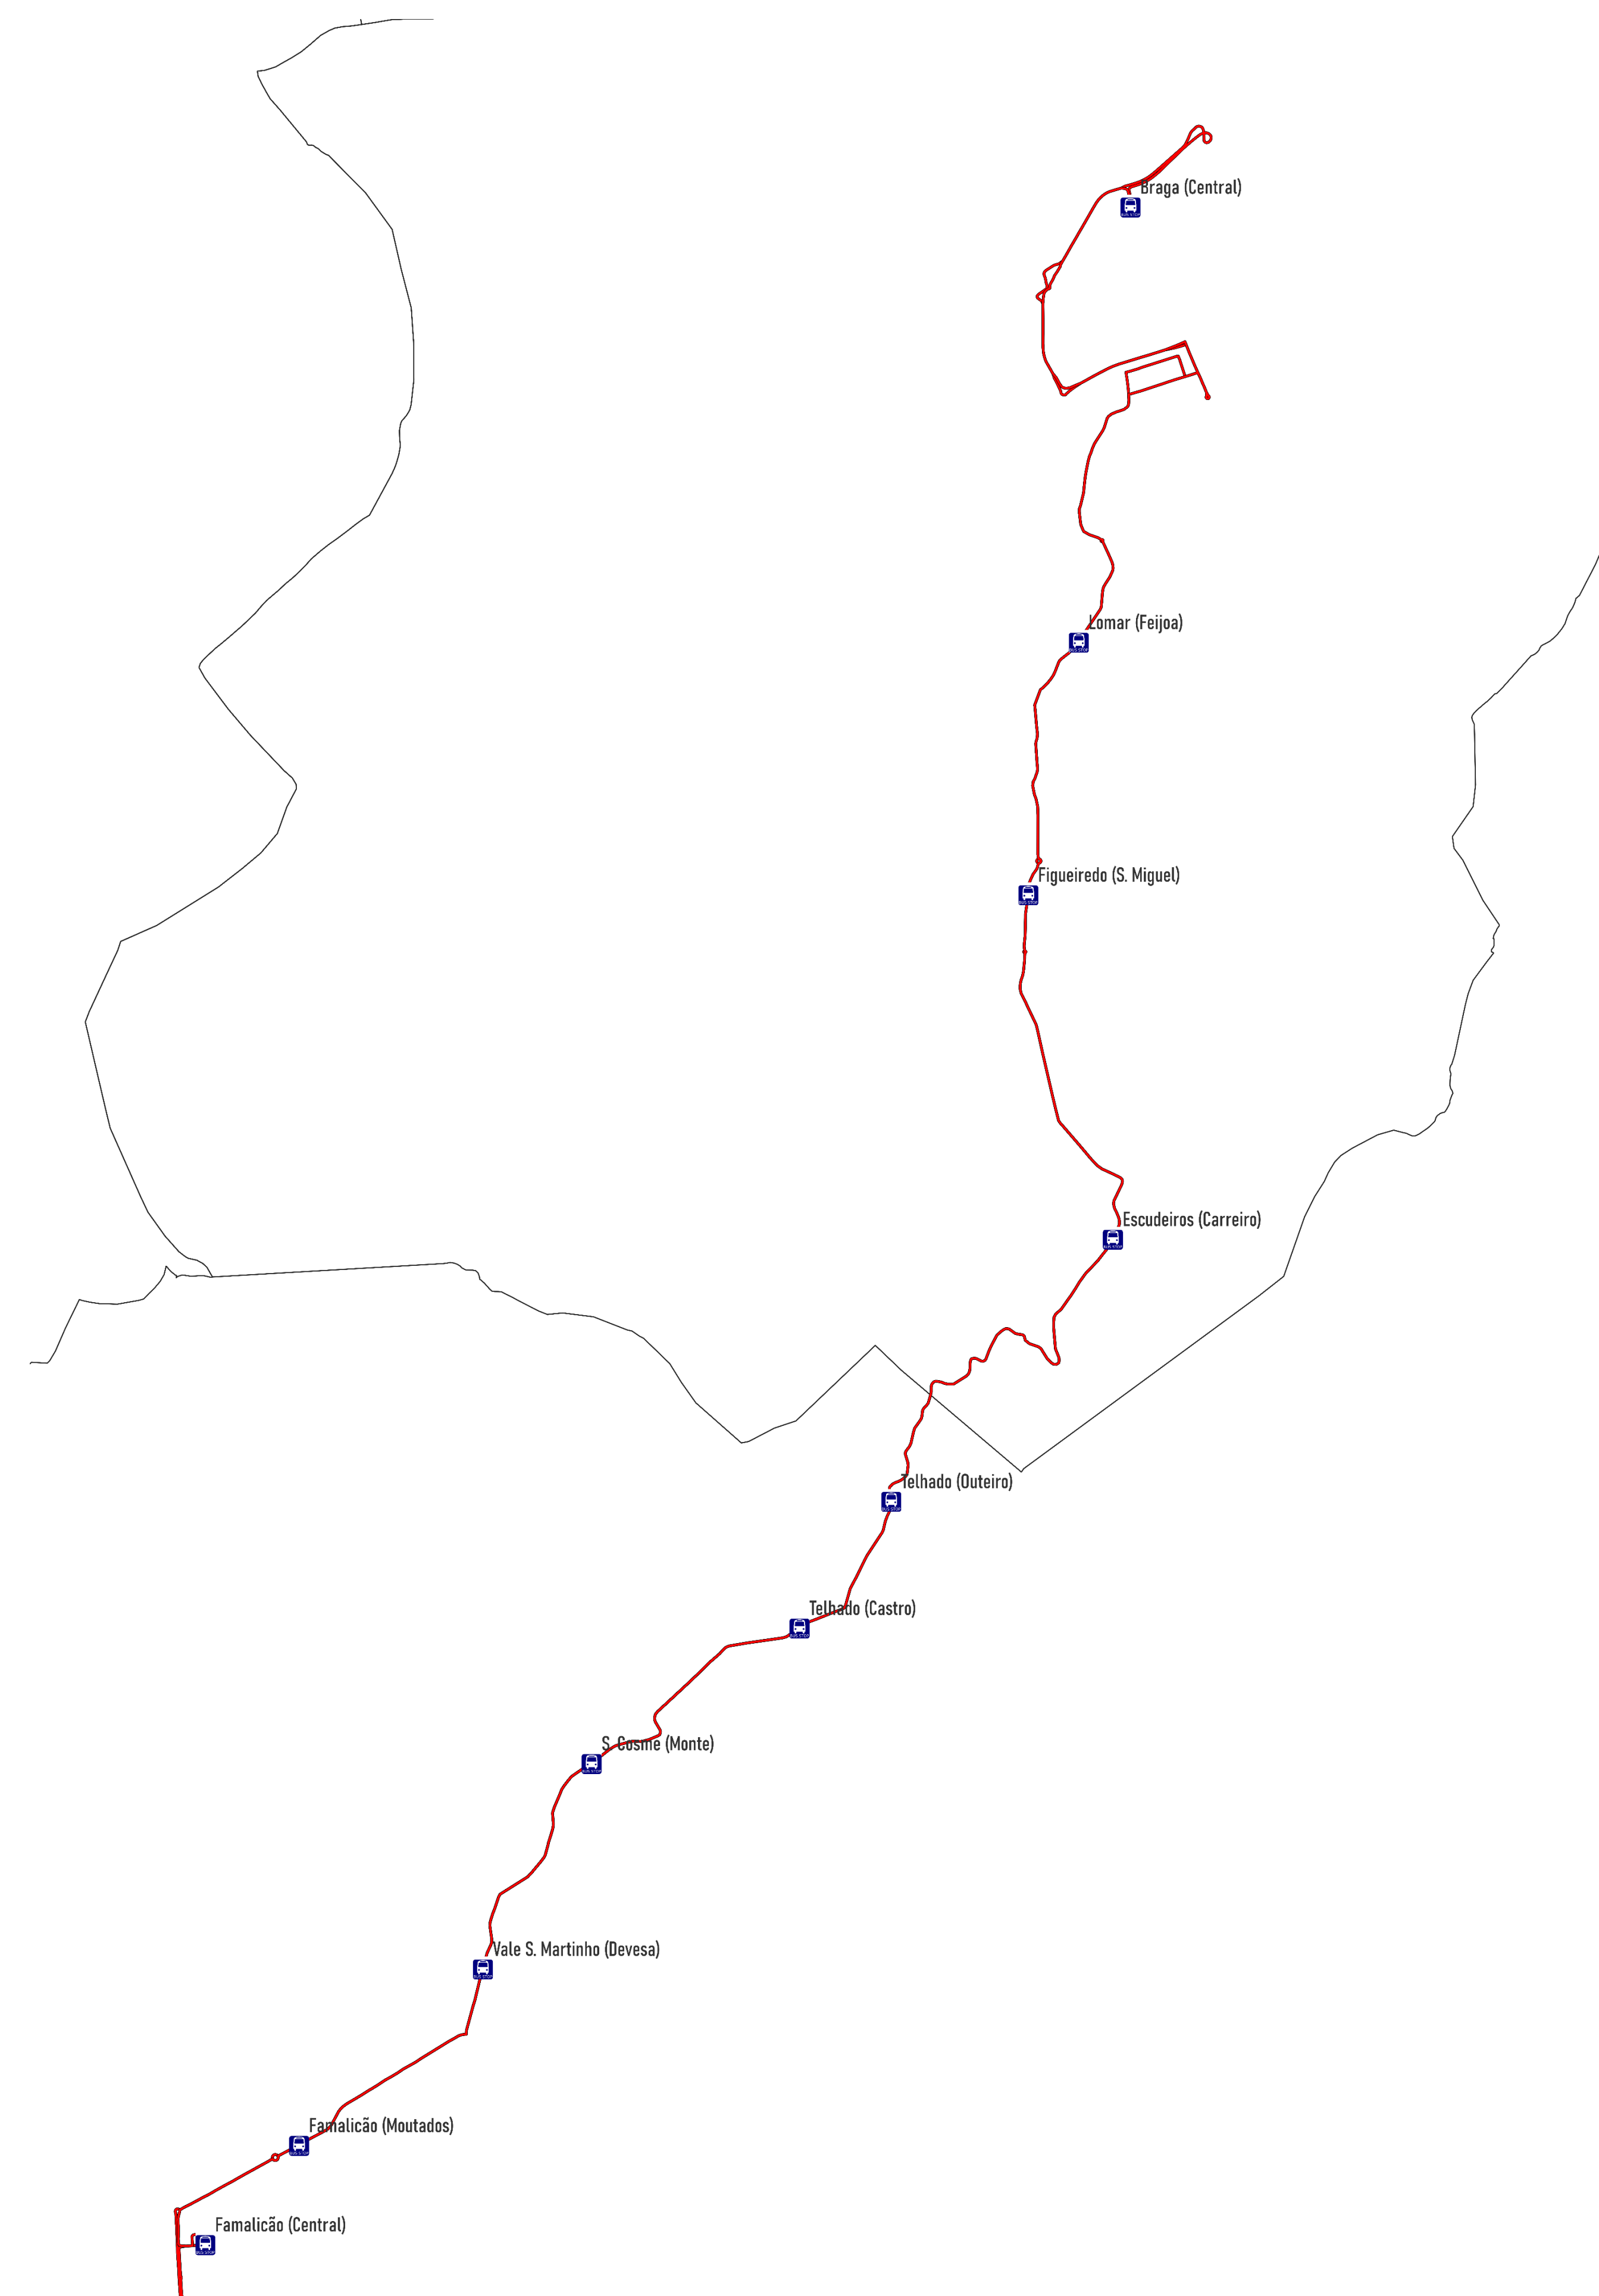 Braga (Central)
Lomar (Feijoa)
Figueiredo (S. Miguel)
Escudeiros (Carreiro)
Telhado (Outeiro)
Telhado (Castro)
S. Cosme (Monte)
Vale S. Martinho (Devesa)
Famalicão (Moutados)
Famalicão (Central)